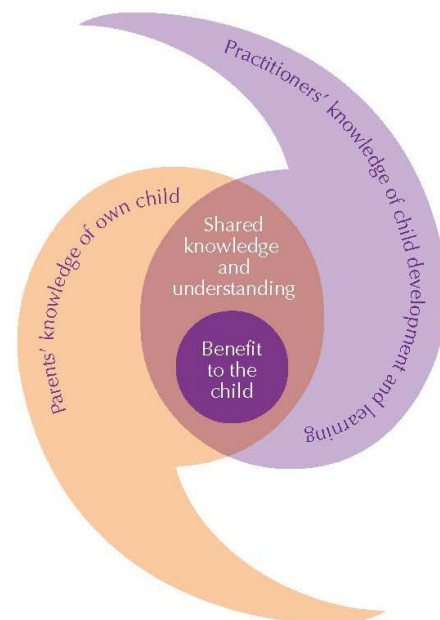 Practitioners' knowledge of child development and learning
Parents' knowledge of own child
Shared
knowledge
and
understanding
Benefit
to the
child